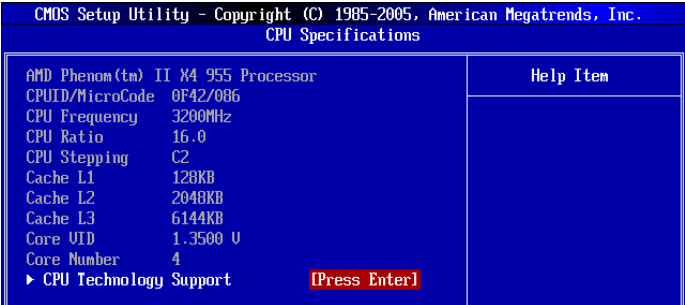 CMOS Setup Utility - Copyright (C) 1985-2005, American Megatrends, Inc.
CPU Specifications
AMD Phenom(tm) II X4 955 Processor
Help Item
CPUID/MicroCode 0F42/086
CPU Frequency 3200MHz
CPU Ratio 16.0
CPU Stepping C2
Cache L1 128KB
Cache L2 2048KB
Cache L3 6144KB
Core VID 1.3500 V
Core Number 4
CPU Technology Support [Press Enter]